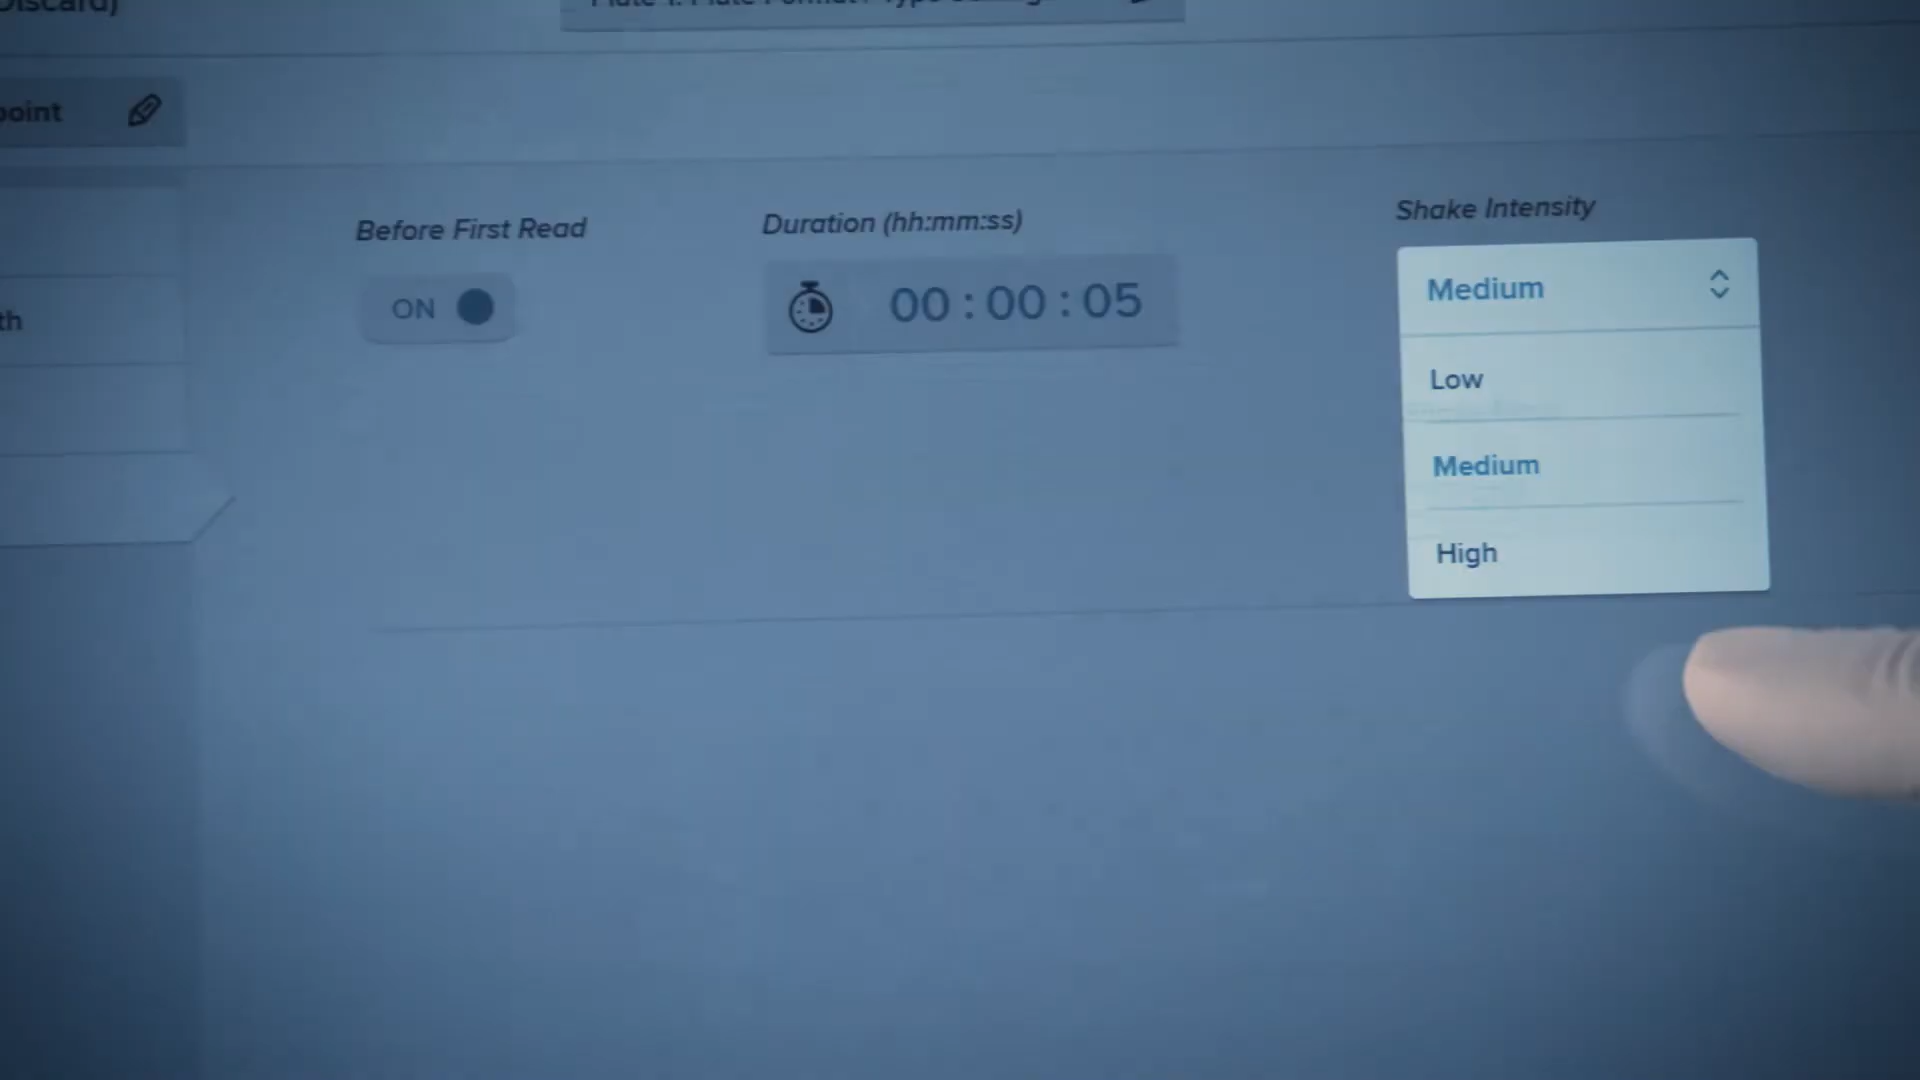 point
th
Before First Read
ON
Duration (hh:mm:ss)
00 : 00 : 05
Shake Intensity
Medium
Low
Medium
High